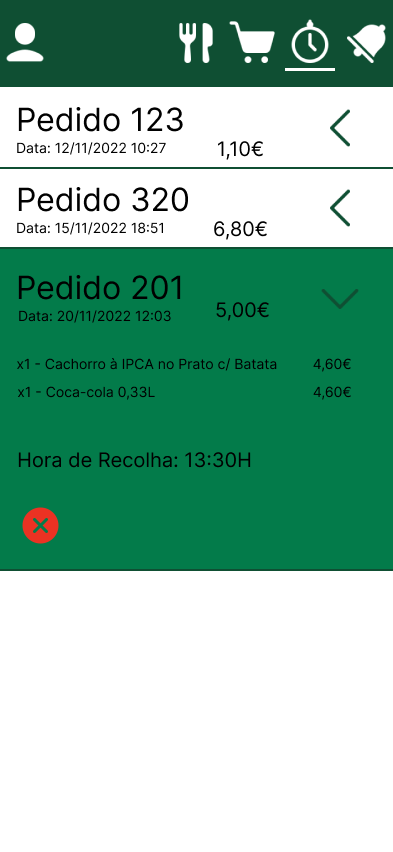 Pedido 123
Data: 12/11/2022 10:27 1,10€
Pedido 320
Data: 15/11/2022 18:51 6,80€
Pedido 201
Data: 20/11/2022 12:03 5,00€
x1 - Cachorro à IPCA no Prato c/ Batata 4,60€
x1 - Coca-cola 0,33L 4,60€
Hora de Recolha: 13:30H